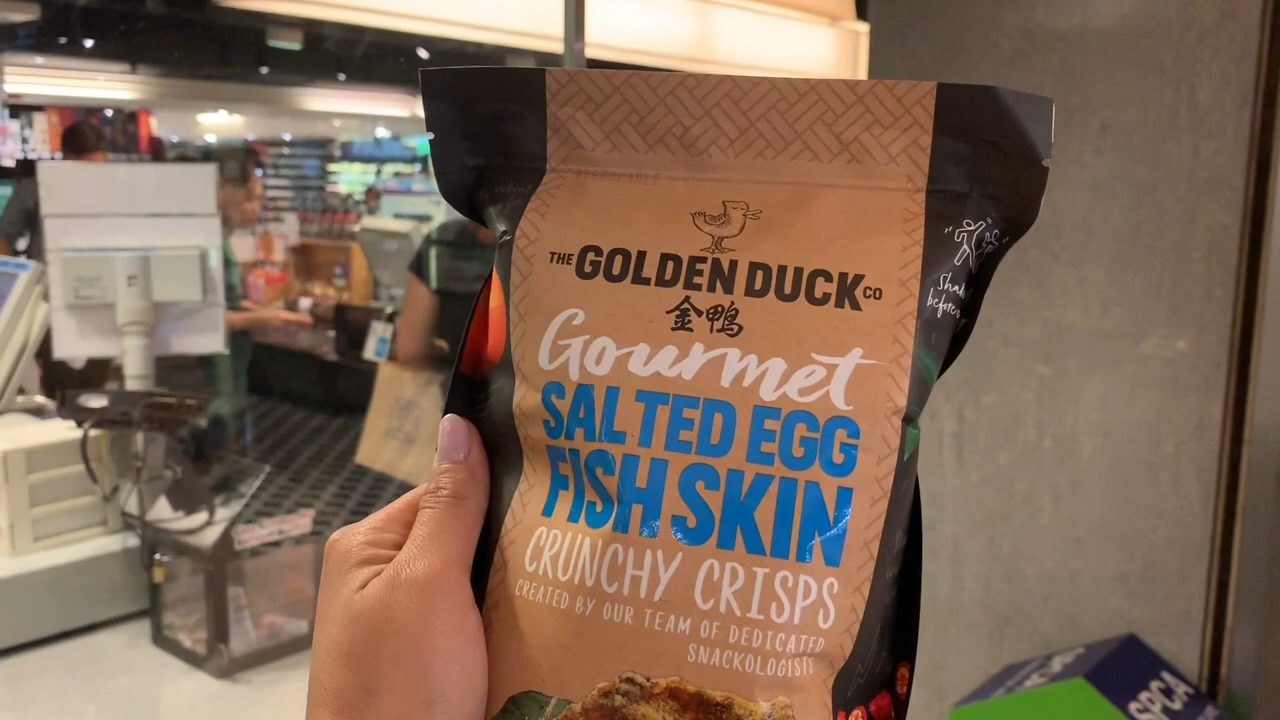 THE GOLDEN DUCK CO
金鴨
Gourmet
SALTED EGG
FISH SKIN
CRUNCHY CRISPS
CREATED BY OUR TEAM OF DEDICATED
SNACKOLOGISTS
SPCA